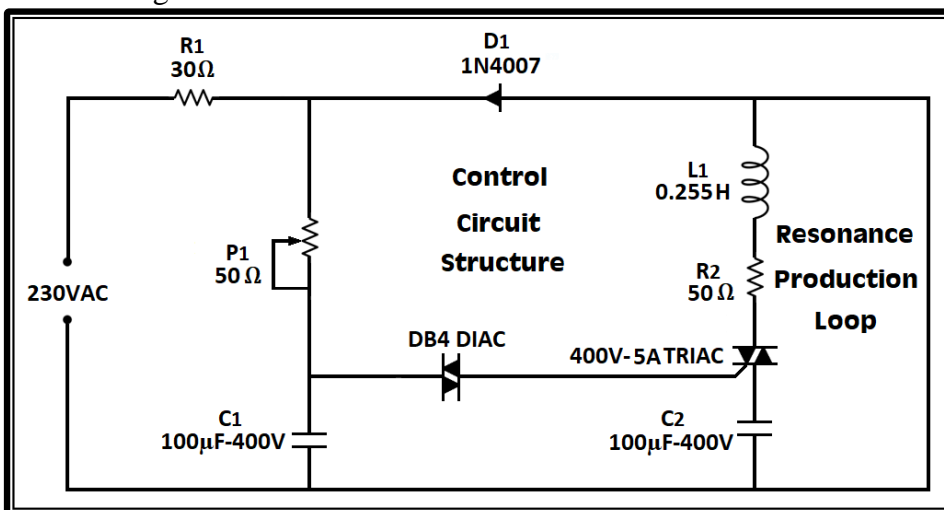 R1
30Ω
D1
1N4007
Control
Circuit
Structure
L1
0.255H
Resonance
Production
Loop
P1
50 Ω
R2
50Ω
230VAC
DB4 DIAC
400V-5A TRIAC
C1
100μF-400V
C2
100μF-400V